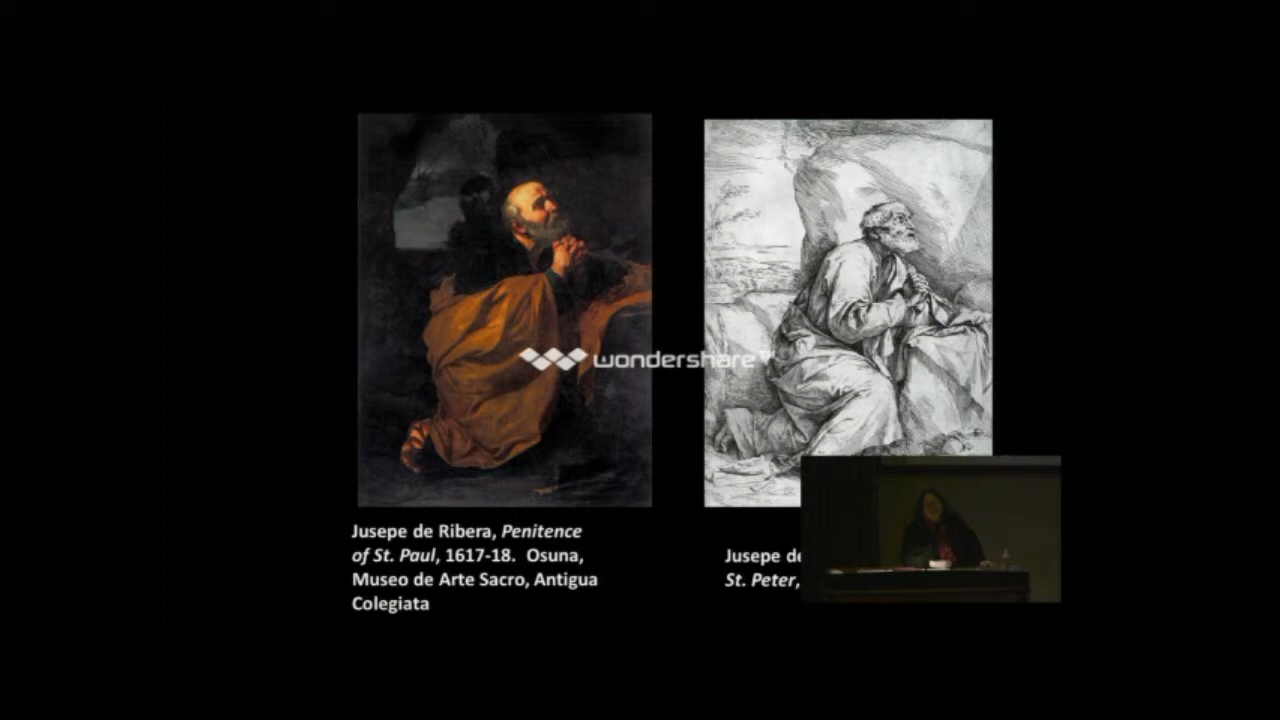 wondershare™
Jusepe de Ribera, Penitence
of St. Paul, 1617-18. Osuna,
Museo de Arte Sacro, Antigua
Colegiata
Jusepe de
St. Peter,